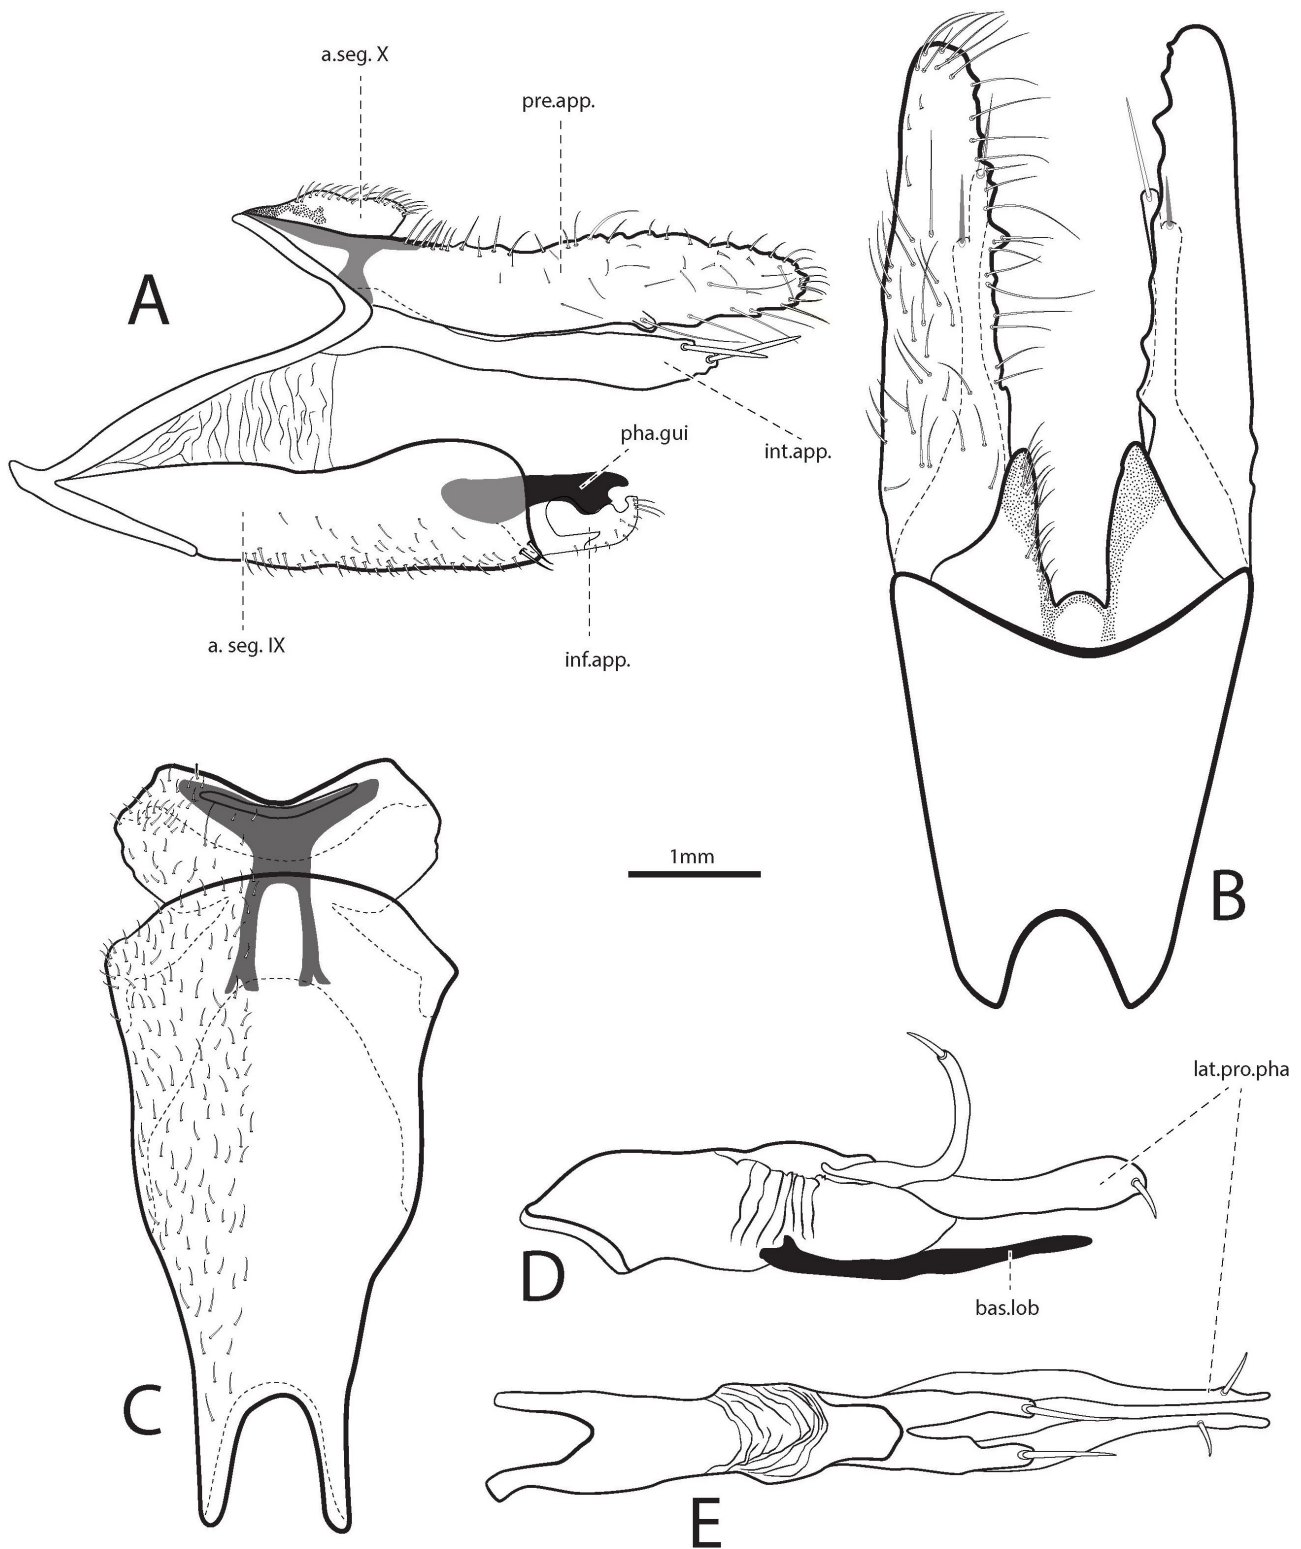 a.seg. X
pre.app.
A
pha.gui
int.app.
a. seg. IX
inf.app.
1mm
B
lat.pro.pha
D
bas.lob
C
E